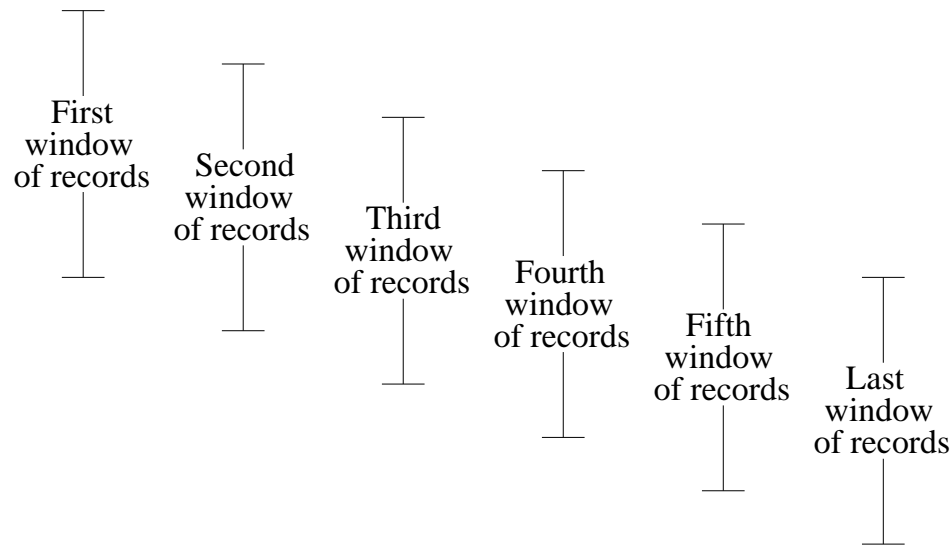 First
window
of records
Second
window
of records
Third
window
of records
Fourth
window
of records
Fifth
window
of records
Last
window
of records